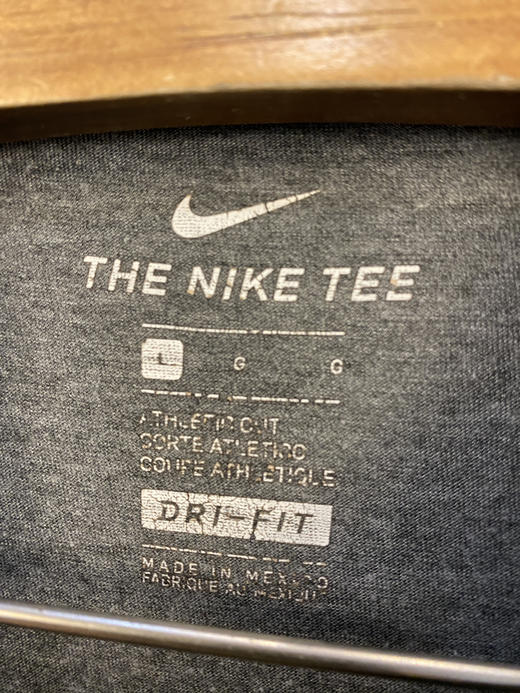 THE NIKE TEE
L G G
ATHLETIC CUT
CORTE ATLETICO
COUPE ATHLETIQUE
DRI-FIT
MADE IN MEXICO
FABRIQUE AU MEXIQUE